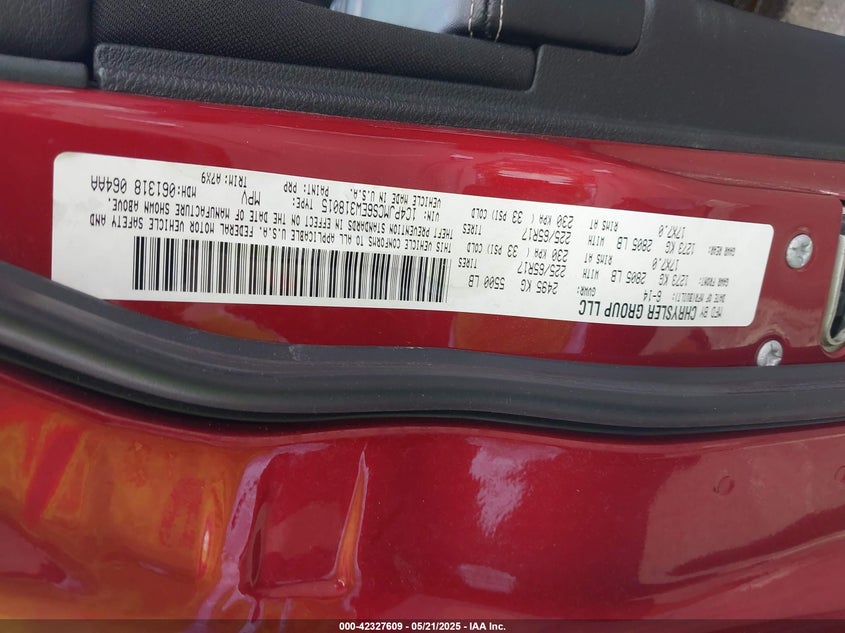 MFD BY CHRYSLER GROUP LLC
DATE OF MFR/BUILT: 6-14 GVWR: 2495 KG 5500 LB
GAWR FRONT: 1273 KG 2805 LB WITH TIRES
17X7.0 RIMS AT 225/65R17
230 KPA ( 33 PSI) COLD
GAWR REAR: 1273 KG 2805 LB WITH TIRES
17X7.0 RIMS AT 225/65R17
230 KPA ( 33 PSI) COLD
THIS VEHICLE CONFORMS TO ALL APPLICABLE U.S.A. FEDERAL MOTOR VEHICLE SAFETY AND
THEFT PREVENTION STANDARDS IN EFFECT ON THE DATE OF MANUFACTURE SHOWN ABOVE.
VIN: 1C4PJMCS6EW318015 TYPE: MPV MDH:061318 064AA
VEHICLE MADE IN U.S.A. PAINT: PRP TRIM: A7X9
000-42327609 - 05/21/2025 - IAA Inc.